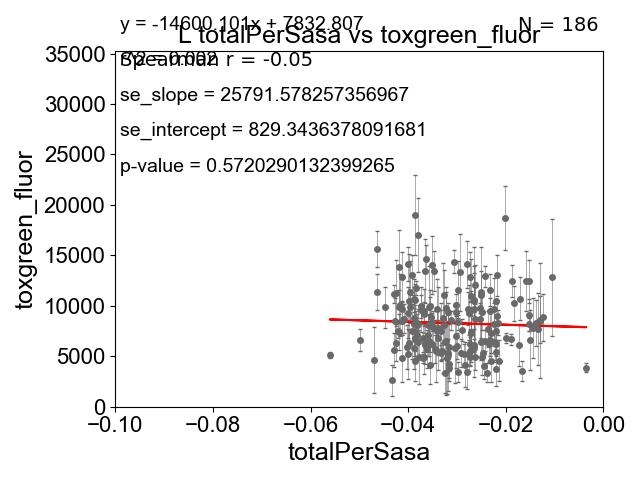 y = -14600.101x + 7832.807
N = 186
L totalPerSasa vs toxgreen_fluor
r^2 = 0.002
Spearman r = -0.05
se_slope = 25791.578257356967
se_intercept = 829.3436378091681
p-value = 0.5720290132399265
35000
30000
25000
20000
15000
10000
5000
0
toxgreen_fluor
−0.10
−0.08
−0.06
−0.04
−0.02
0.00
totalPerSasa